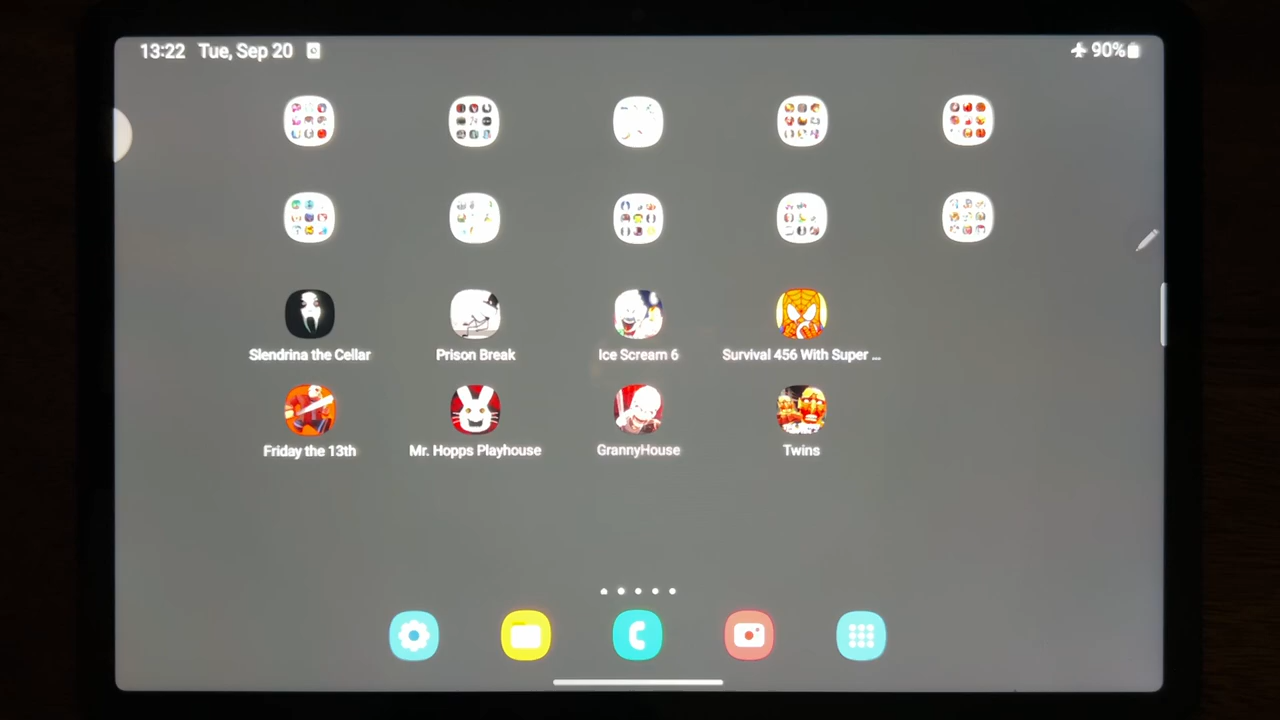 13:22 Tue, Sep 20
90%
Slendrina the Cellar
Prison Break
Ice Scream 6
Survival 456 With Super ...
Friday the 13th
Mr. Hopps Playhouse
GrannyHouse
Twins